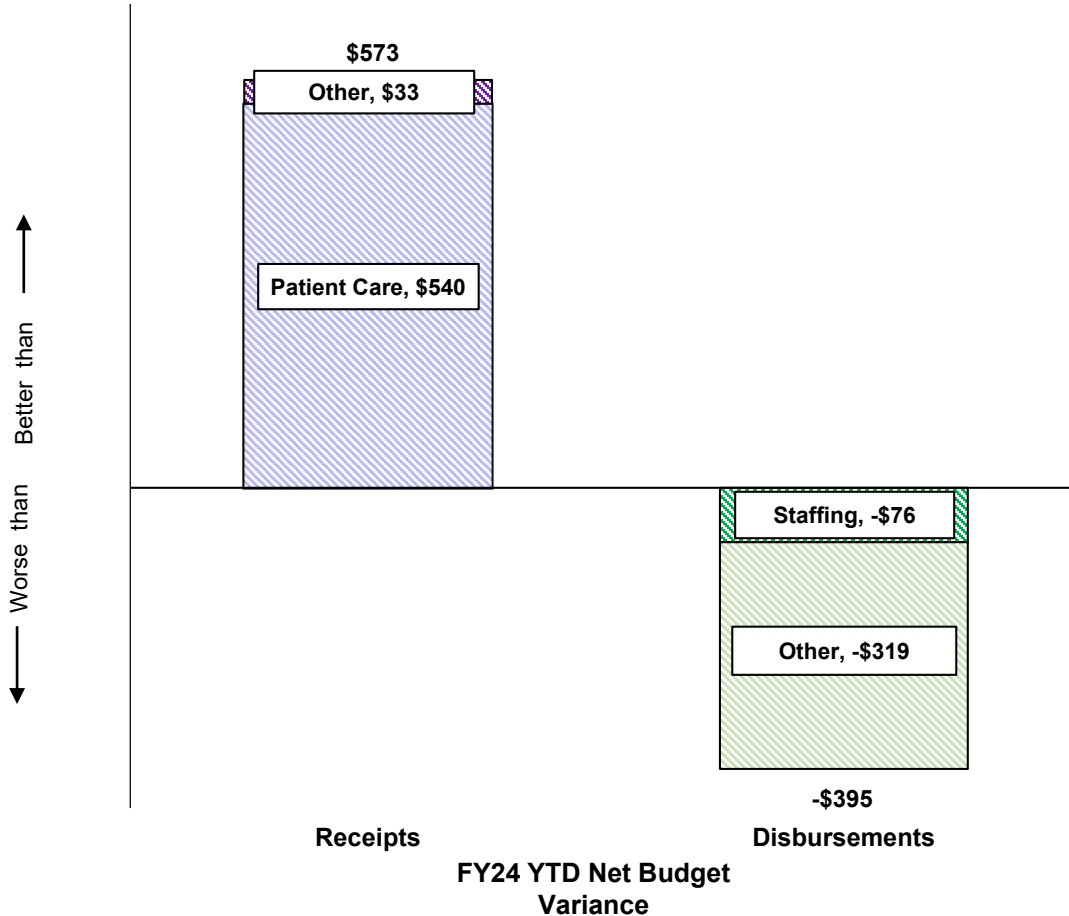 $573
Other, $33
Patient Care, $540
Better than
Worse than
Staffing, -$76
Other, -$319
-$395
Receipts
Disbursements
FY24 YTD Net Budget
Variance